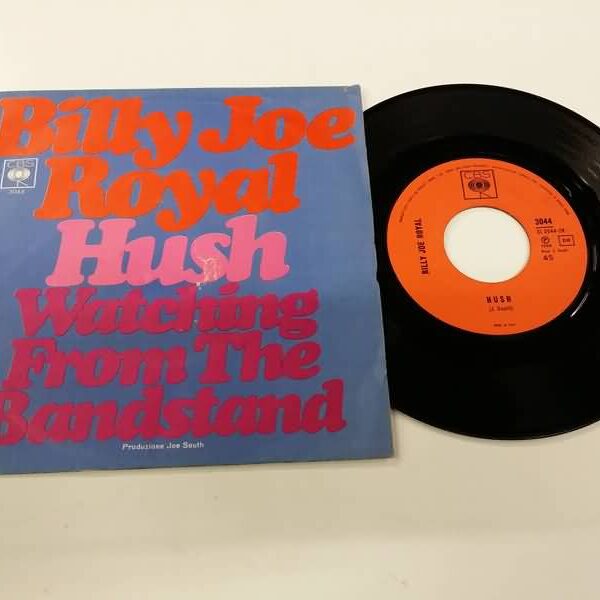 Billy Joe
Royal
CBS
3044
Hush
Watching
From The
Bandstand
Produzione Joe South
CBS
BILLY JOE ROYAL
3044
45
HUSH
(J. South)